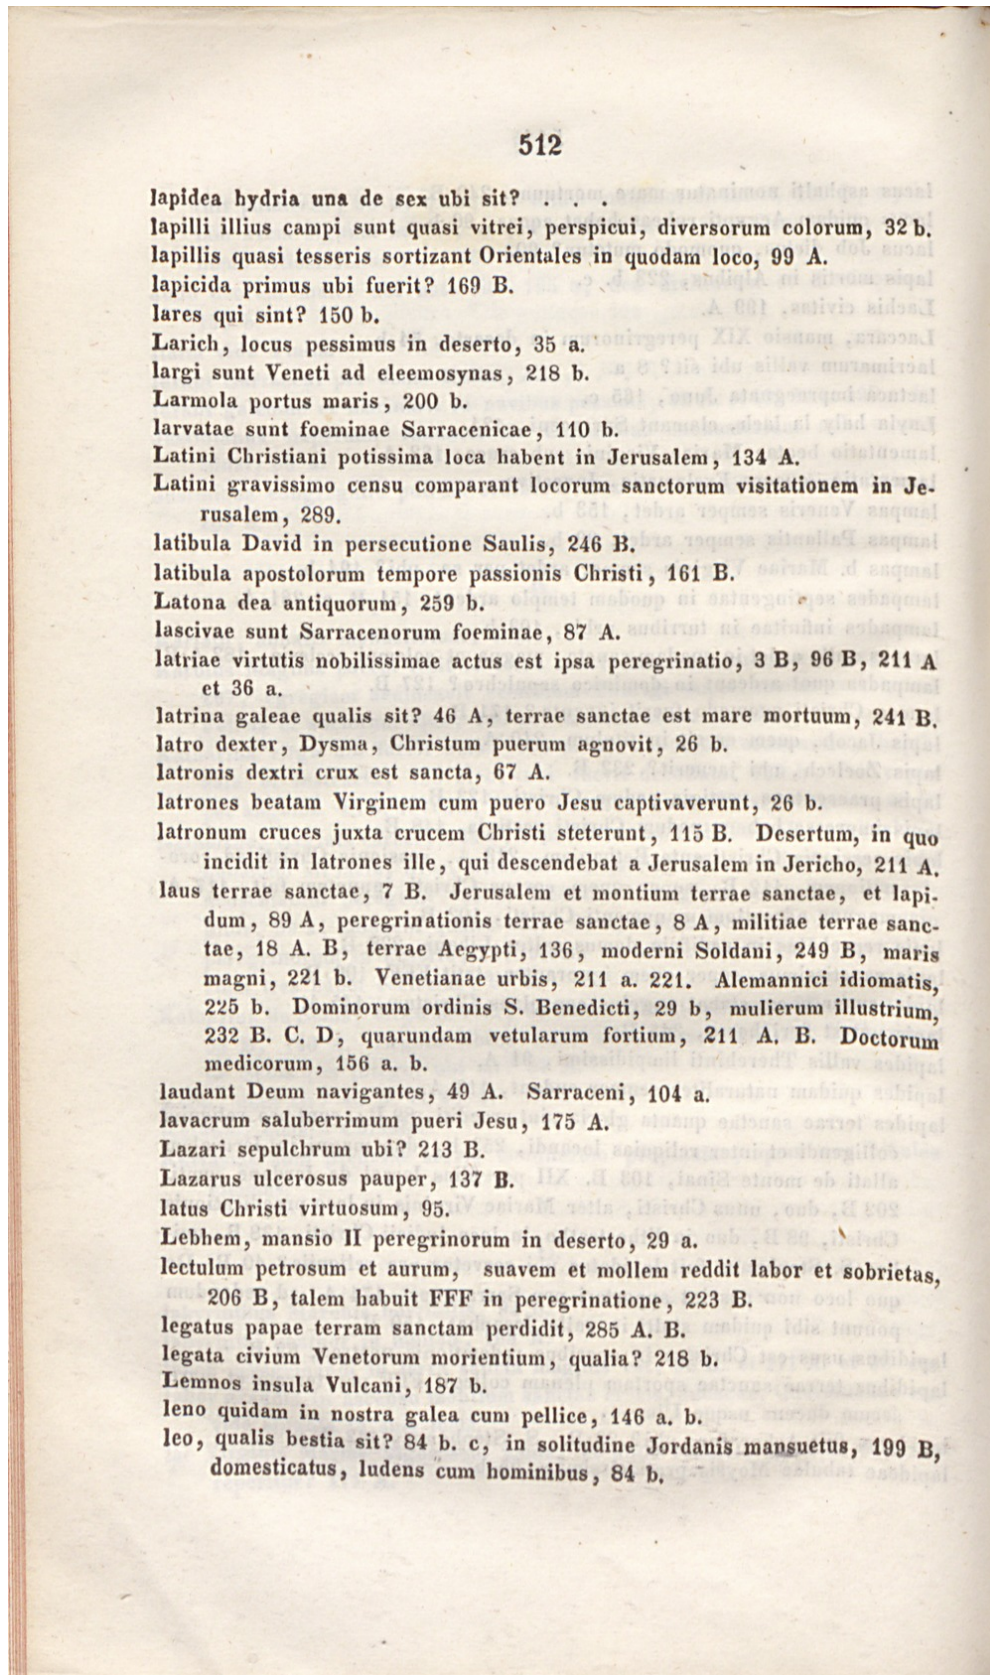 512
lapidea hydria una de sex ubi sit? . . .
lapilli illius campi sunt quasi vitrei, perspicui, diversorum colorum, 32 b.
lapillis quasi tesseris sortizant Orientales in quodam loco, 99 A.
lapicida primus ubi fuerit? 169 B.
lares qui sint? 150 b.
Larich, locus pessimus in deserto, 35 a.
largi sunt Veneti ad eleemosynas, 218 b.
Larmola portus maris, 200 b.
larvatae sunt foeminae Sarracenicae, 110 b.
Latini Christiani potissima loca habent in Jerusalem, 134 A.
Latini gravissimo censu comparant locorum sanctorum visitationem in Je-
rusalem, 289.
latibula David in persecutione Saulis, 246 B.
latibula apostolorum tempore passionis Christi, 161 B.
Latona dea antiquorum, 259 b.
lascivae sunt Sarracenorum foeminae, 87 A.
latriae virtutis nobilissimae actus est ipsa peregrinatio, 3 B, 96 B, 211 A
et 36 a.
latrina galeae qualis sit? 46 A, terrae sanctae est mare mortuum, 241 B.
latro dexter, Dysma, Christum puerum agnovit, 26 b.
latronis dextri crux est sancta, 67 A.
latrones beatam Virginem cum puero Jesu captivaverunt, 26 b.
latronum cruces juxta crucem Christi steterunt, 115 B. Desertum, in quo
incidit in latrones ille, qui descendebat a Jerusalem in Jericho, 211 A.
laus terrae sanctae, 7 B. Jerusalem et montium terrae sanctae, et lapi-
dum, 89 A, peregrinationis terrae sanctae, 8 A, militiae terrae sanc-
tae, 18 A. B, terrae Aegypti, 136, moderni Soldani, 249 B, maris
magni, 221 b. Venetianae urbis, 211 a. 221. Alemannici idiomatis,
225 b. Dominorum ordinis S. Benedicti, 29 b, mulierum illustrium,
232 B. C. D, quarundam vetularum fortium, 211 A. B. Doctorum
medicorum, 156 a. b.
laudant Deum navigantes, 49 A. Sarraceni, 104 a.
lavacrum saluberrimum pueri Jesu, 175 A.
Lazari sepulchrum ubi? 213 B.
Lazarus ulcerosus pauper, 137 B.
latus Christi virtuosum, 95.
Lebhem, mansio II peregrinorum in deserto, 29 a.
lectulum petrosum et aurum, suavem et mollem reddit labor et sobrietas,
206 B, talem habuit FFF in peregrinatione, 223 B.
legatus papae terram sanctam perdidit, 285 A. B.
legata civium Venetorum morientium, qualia? 218 b.
Lemnos insula Vulcani, 187 b.
leno quidam in nostra galea cum pellice, 146 a. b.
leo, qualis bestia sit? 84 b. c, in solitudine Jordanis mansuetus, 199 B,
domesticatus, ludens cum hominibus, 84 b.